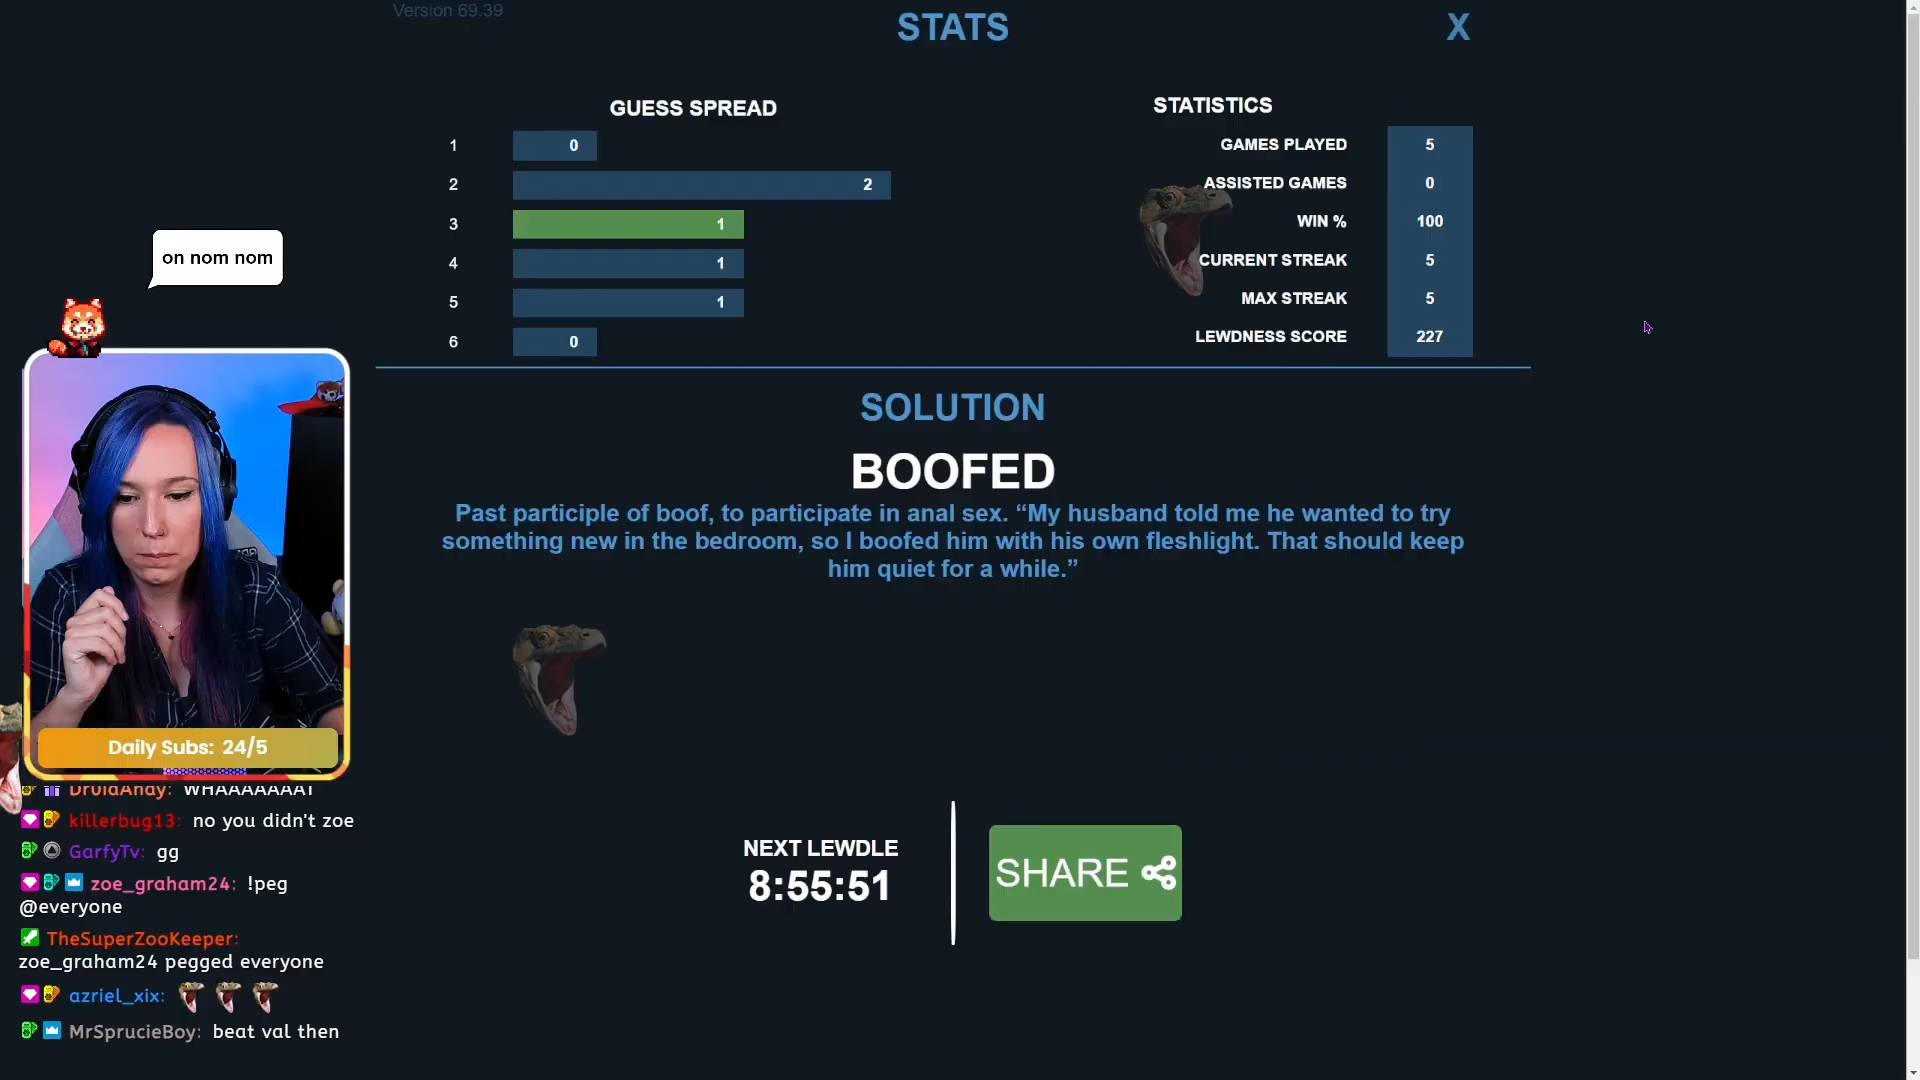 Version 69.39
STATS
X
GUESS SPREAD
1 0
2 2
3 1
4 1
5 1
6 0
STATISTICS
GAMES PLAYED 5
ASSISTED GAMES 0
WIN % 100
CURRENT STREAK 5
MAX STREAK 5
LEWDNESS SCORE 227
SOLUTION
BOOFED
Past participle of boof, to participate in anal sex. “My husband told me he wanted to try
something new in the bedroom, so I boofed him with his own fleshlight. That should keep
him quiet for a while.”
NEXT LEWDLE
8:55:51
SHARE
on nom nom
Daily Subs: 24/5
DroidAndy: WHAAAAAAAT
killerbug13: no you didn't zoe
GarfyTv: gg
zoe_graham24: !peg
@everyone
TheSuperZooKeeper:
zoe_graham24 pegged everyone
azriel_xix:
MrSprucieBoy: beat val then